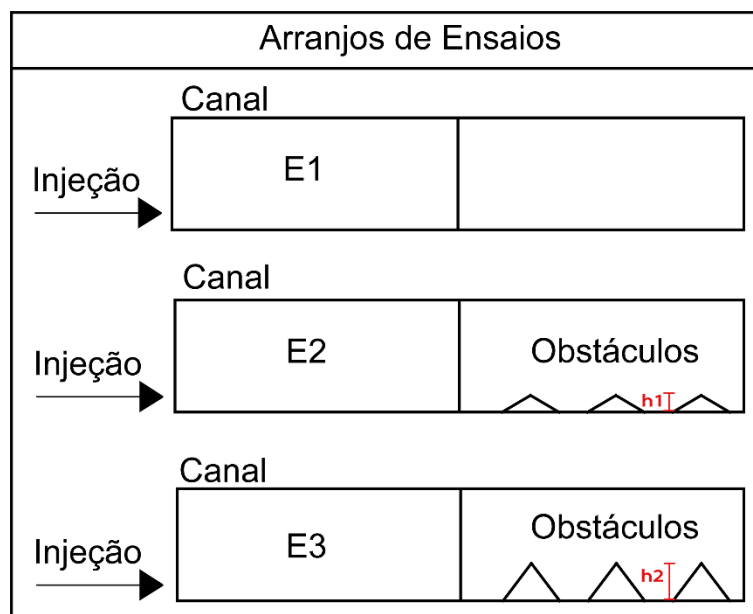 Arranjos de Ensaios
Canal
E1
Injeção
Canal
E2
Obstáculos
Injeção
h1
Canal
E3
Obstáculos
Injeção
h2